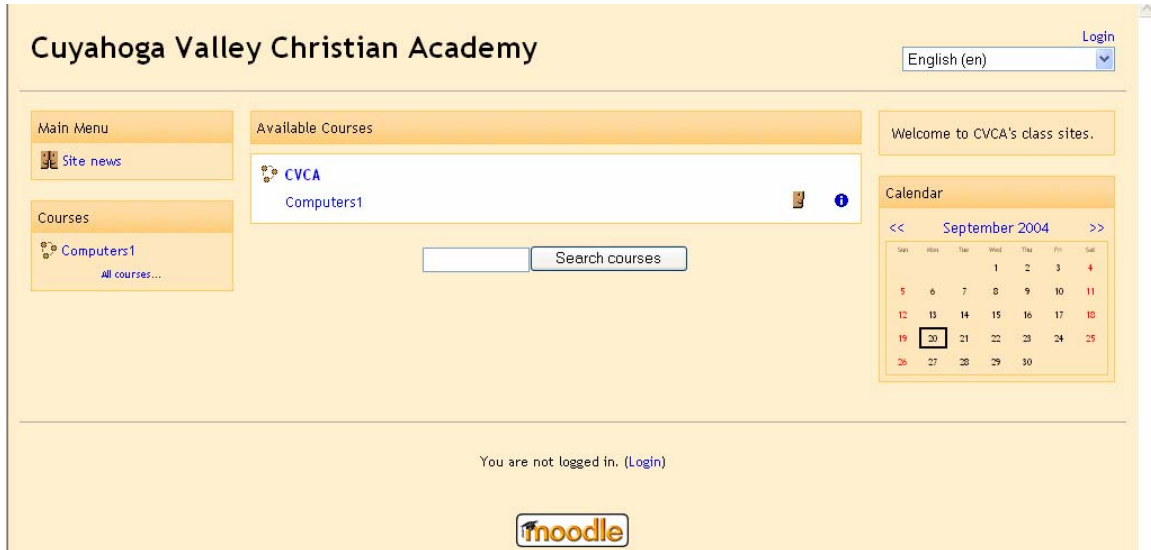 Cuyahoga Valley Christian Academy
Login
English (en)
Main Menu
Site news
Courses
Computers1
All courses...
Available Courses
CVCA
Computers1
Search courses
Welcome to CVCA's class sites.
Calendar
<< September 2004 >>
Sun Mon Tue Wed Thu Fri Sat
1 2 3 4
5 6 7 8 9 10 11
12 13 14 15 16 17 18
19 20 21 22 23 24 25
26 27 28 29 30
You are not logged in. (Login)
moodle